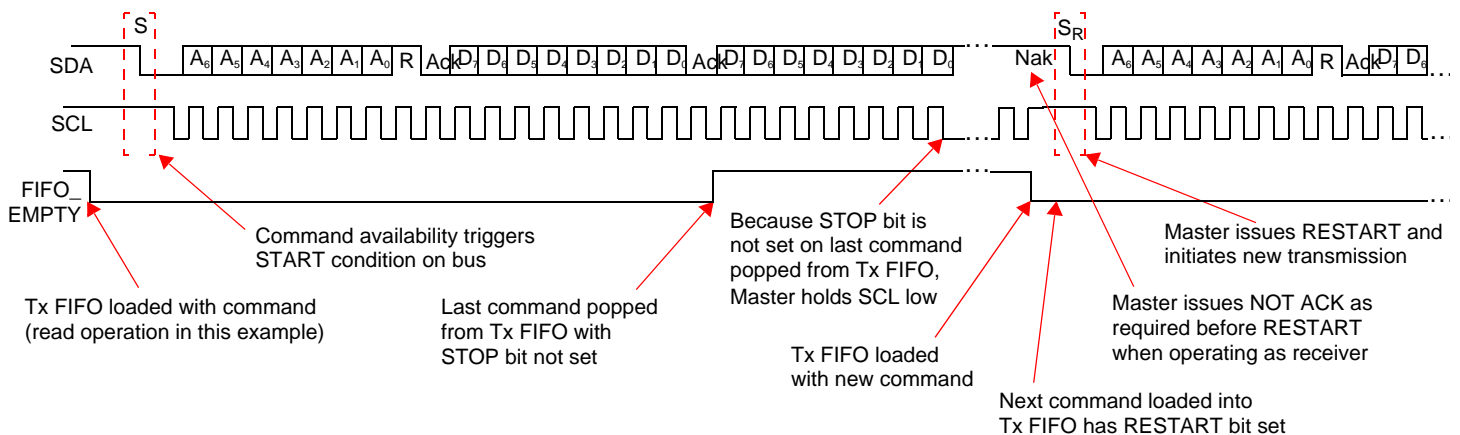 S
SDA A6 A5 A4 A3 A2 A1 A0 R Ack D7 D6 D5 D4 D3 D2 D1 D0 Ack D7 D6 D5 D4 D3 D2 D1 D0 ... Nak SR A6 A5 A4 A3 A2 A1 A0 R Ack D7 D6 ...
SCL ... ...
FIFO_
EMPTY ... ...
Command availability triggers
START condition on bus
Tx FIFO loaded with command
(read operation in this example)
Last command popped
from Tx FIFO with
STOP bit not set
Because STOP bit is
not set on last command
popped from Tx FIFO,
Master holds SCL low
Tx FIFO loaded
with new command
Master issues RESTART and
initiates new transmission
Master issues NOT ACK as
required before RESTART
when operating as receiver
Next command loaded into
Tx FIFO has RESTART bit set